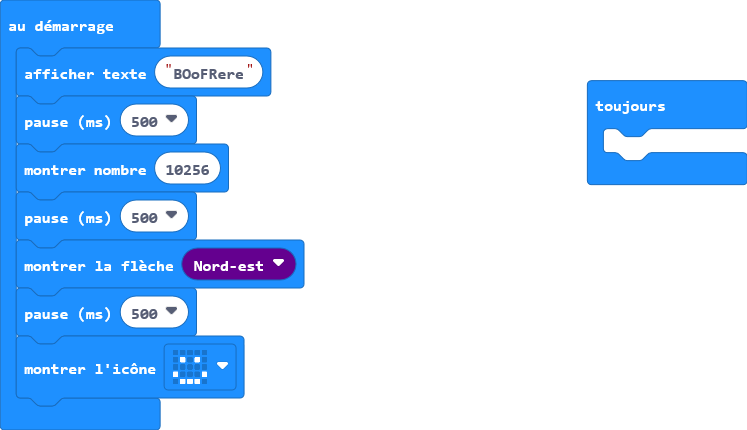 au démarrage
afficher texte "BOoFRere"
pause (ms) 500
montrer nombre 10256
pause (ms) 500
montrer la flèche Nord-est
pause (ms) 500
montrer l'icône
toujours